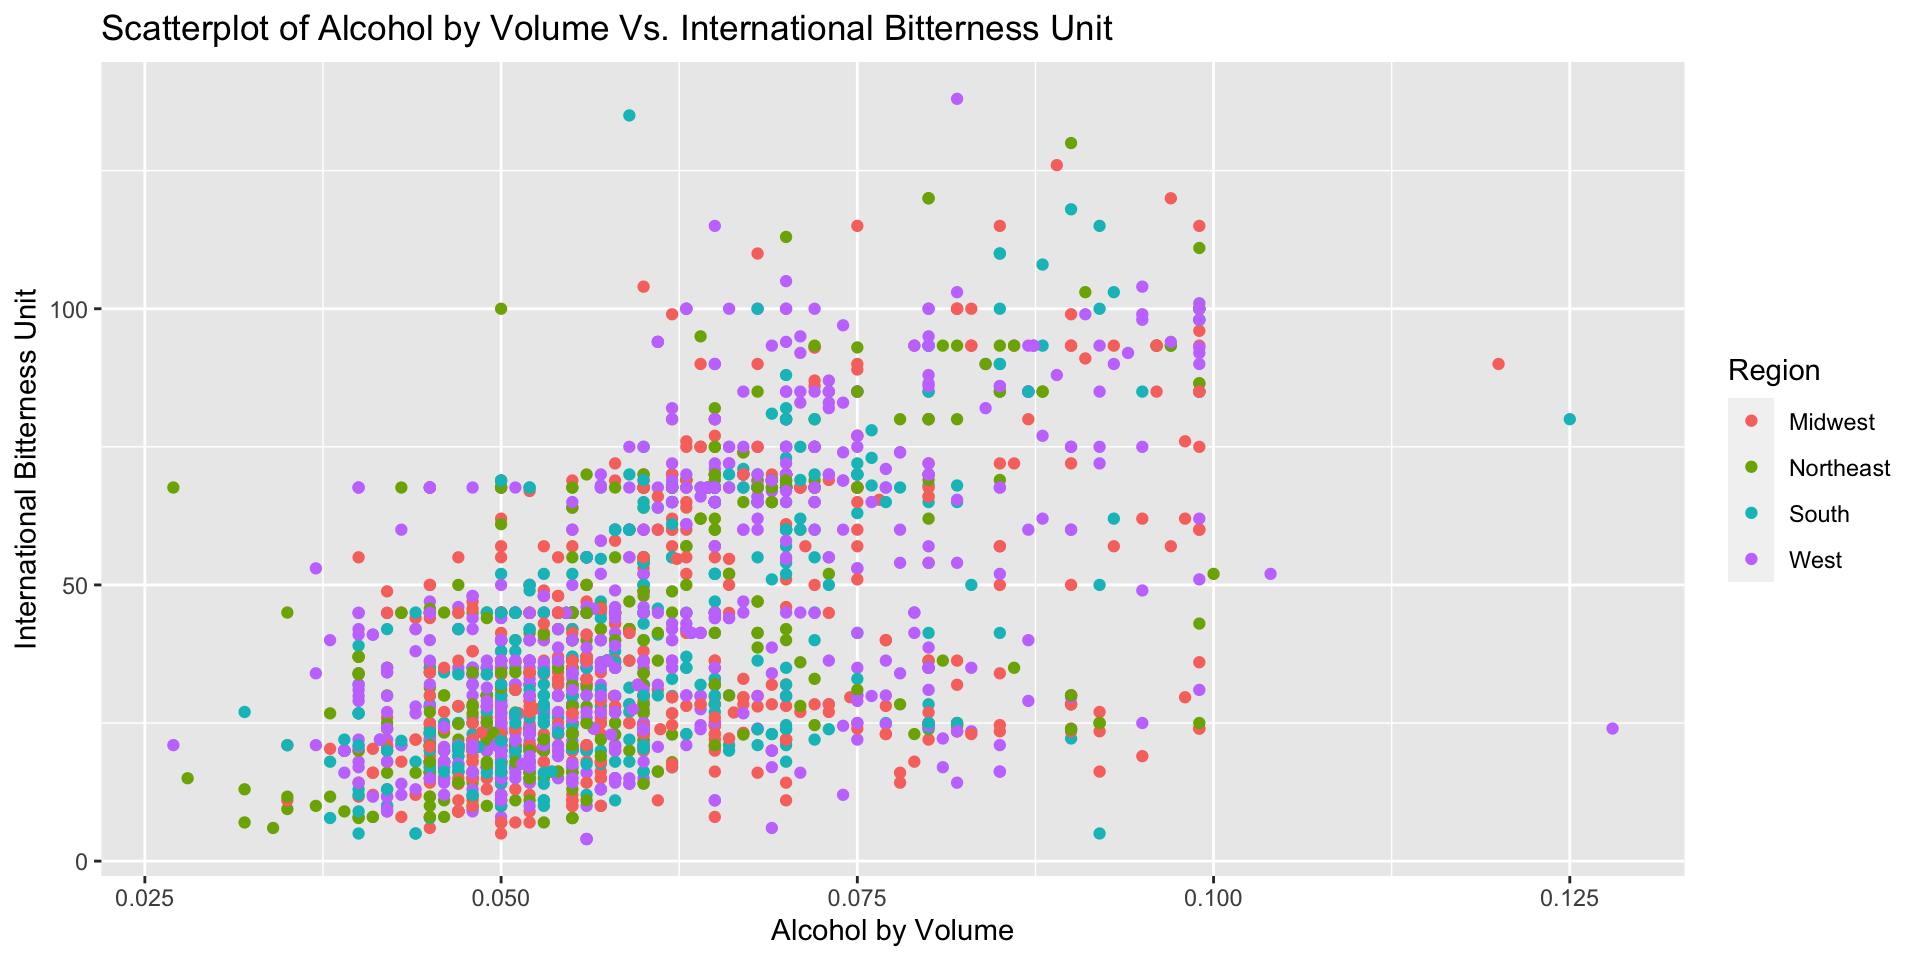 Scatterplot of Alcohol by Volume Vs. International Bitterness Unit
International Bitterness Unit
100
50
0
0.025 0.050 0.075 0.100 0.125
Alcohol by Volume
Region
Midwest
Northeast
South
West